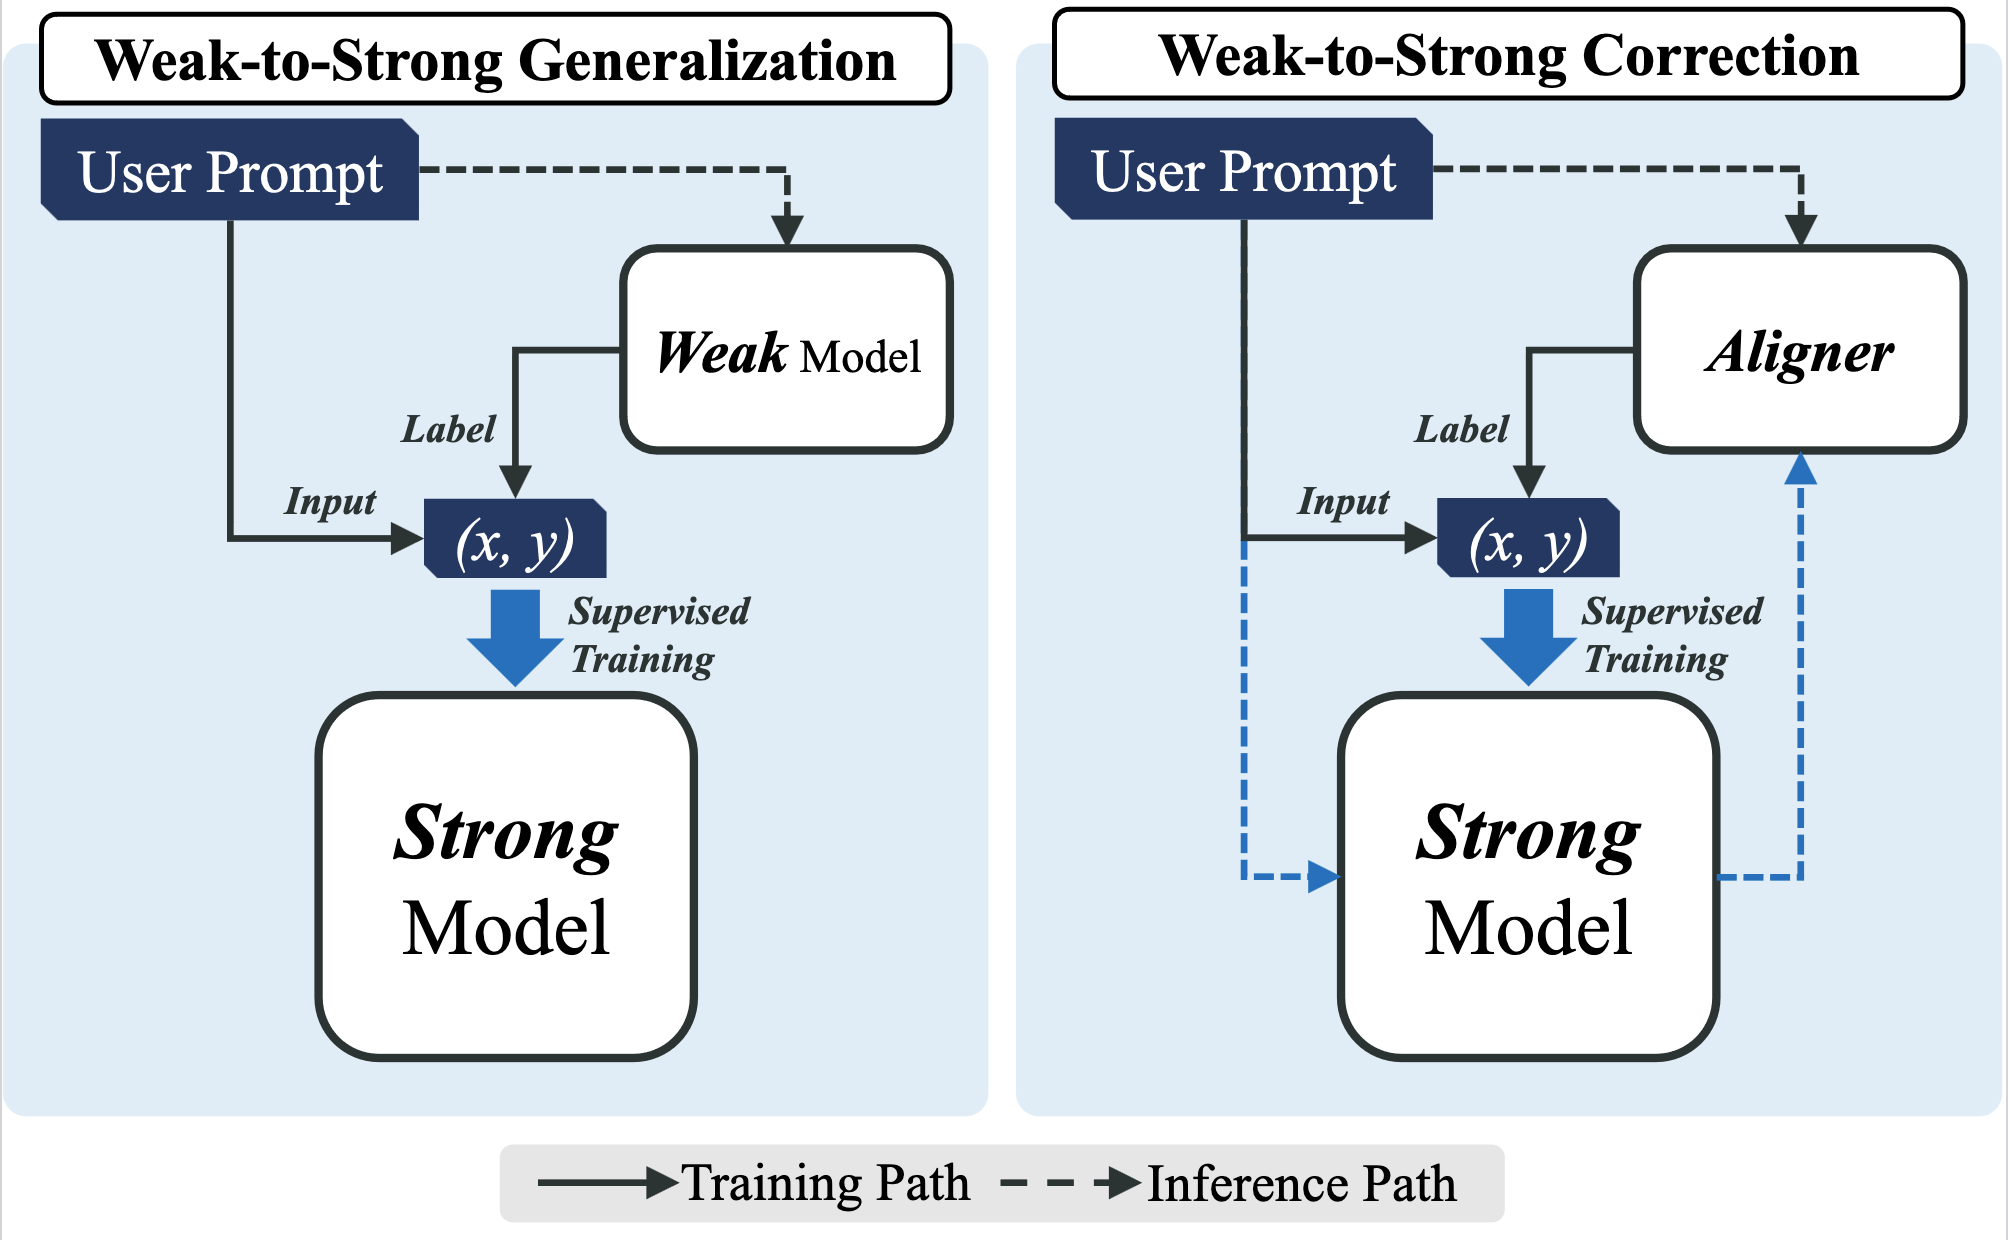 Weak-to-Strong Generalization
User Prompt
Weak Model
Label
Input
(x, y)
Supervised
Training
Strong
Model
Weak-to-Strong Correction
User Prompt
Aligner
Label
Input
(x, y)
Supervised
Training
Strong
Model
Training Path
Inference Path